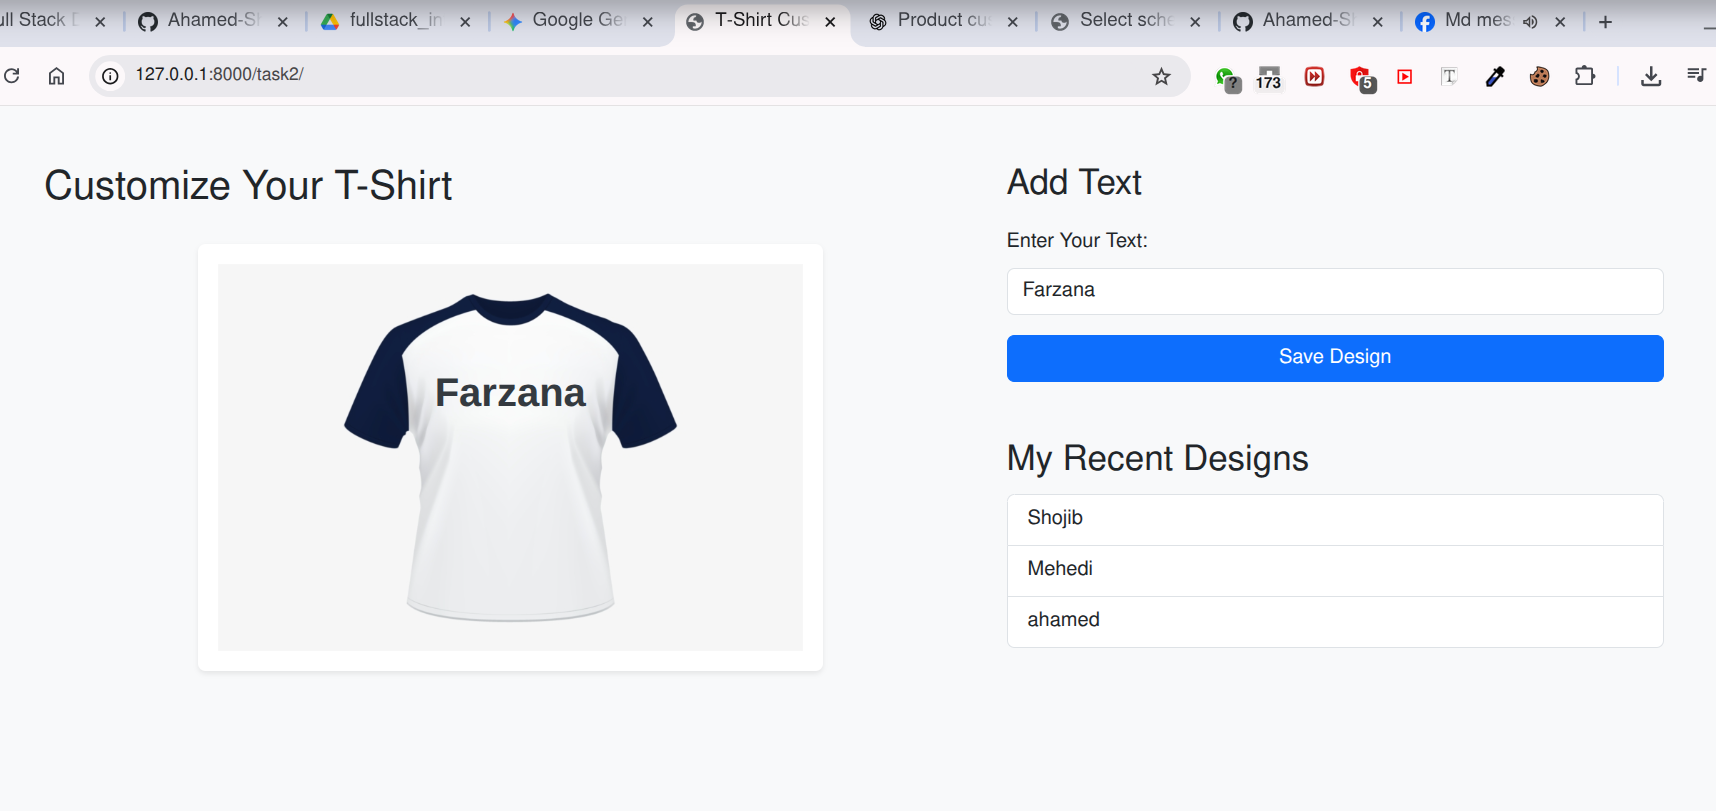 ull Stack D
Ahamed-S
fullstack_in
Google Ge
T-Shirt Cus
Product cus
Select sche
Ahamed-S
Md mes
127.0.0.1:8000/task2/
?
173
5
T
Customize Your T-Shirt
Farzana
Add Text
Enter Your Text:
Farzana
Save Design
My Recent Designs
Shojib
Mehedi
ahamed